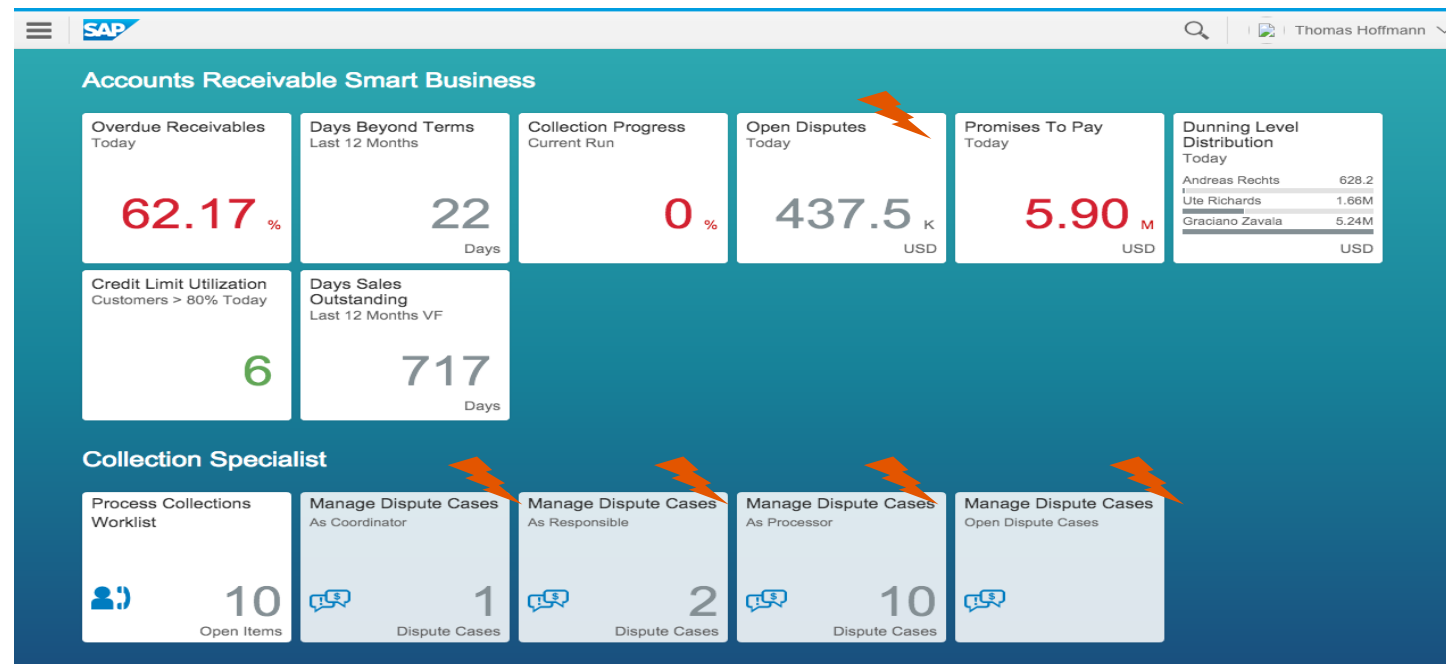 SAP
Thomas Hoffmann
Accounts Receivable Smart Business
Overdue Receivables
Today
62.17 %
Days Beyond Terms
Last 12 Months
22
Days
Collection Progress
Current Run
0 %
Open Disputes
Today
437.5 K
USD
Promises To Pay
Today
5.90 M
USD
Dunning Level
Distribution
Today
Andreas Rechts 628.2
Ute Richards 1.66M
Graciano Zavala 5.24M
USD
Credit Limit Utilization
Customers > 80% Today
6
Days Sales
Outstanding
Last 12 Months VF
717
Days
Collection Specialist
Process Collections
Worklist
10
Open Items
Manage Dispute Cases
As Coordinator
1
Dispute Cases
Manage Dispute Cases
As Responsible
2
Dispute Cases
Manage Dispute Cases
As Processor
10
Dispute Cases
Manage Dispute Cases
Open Dispute Cases